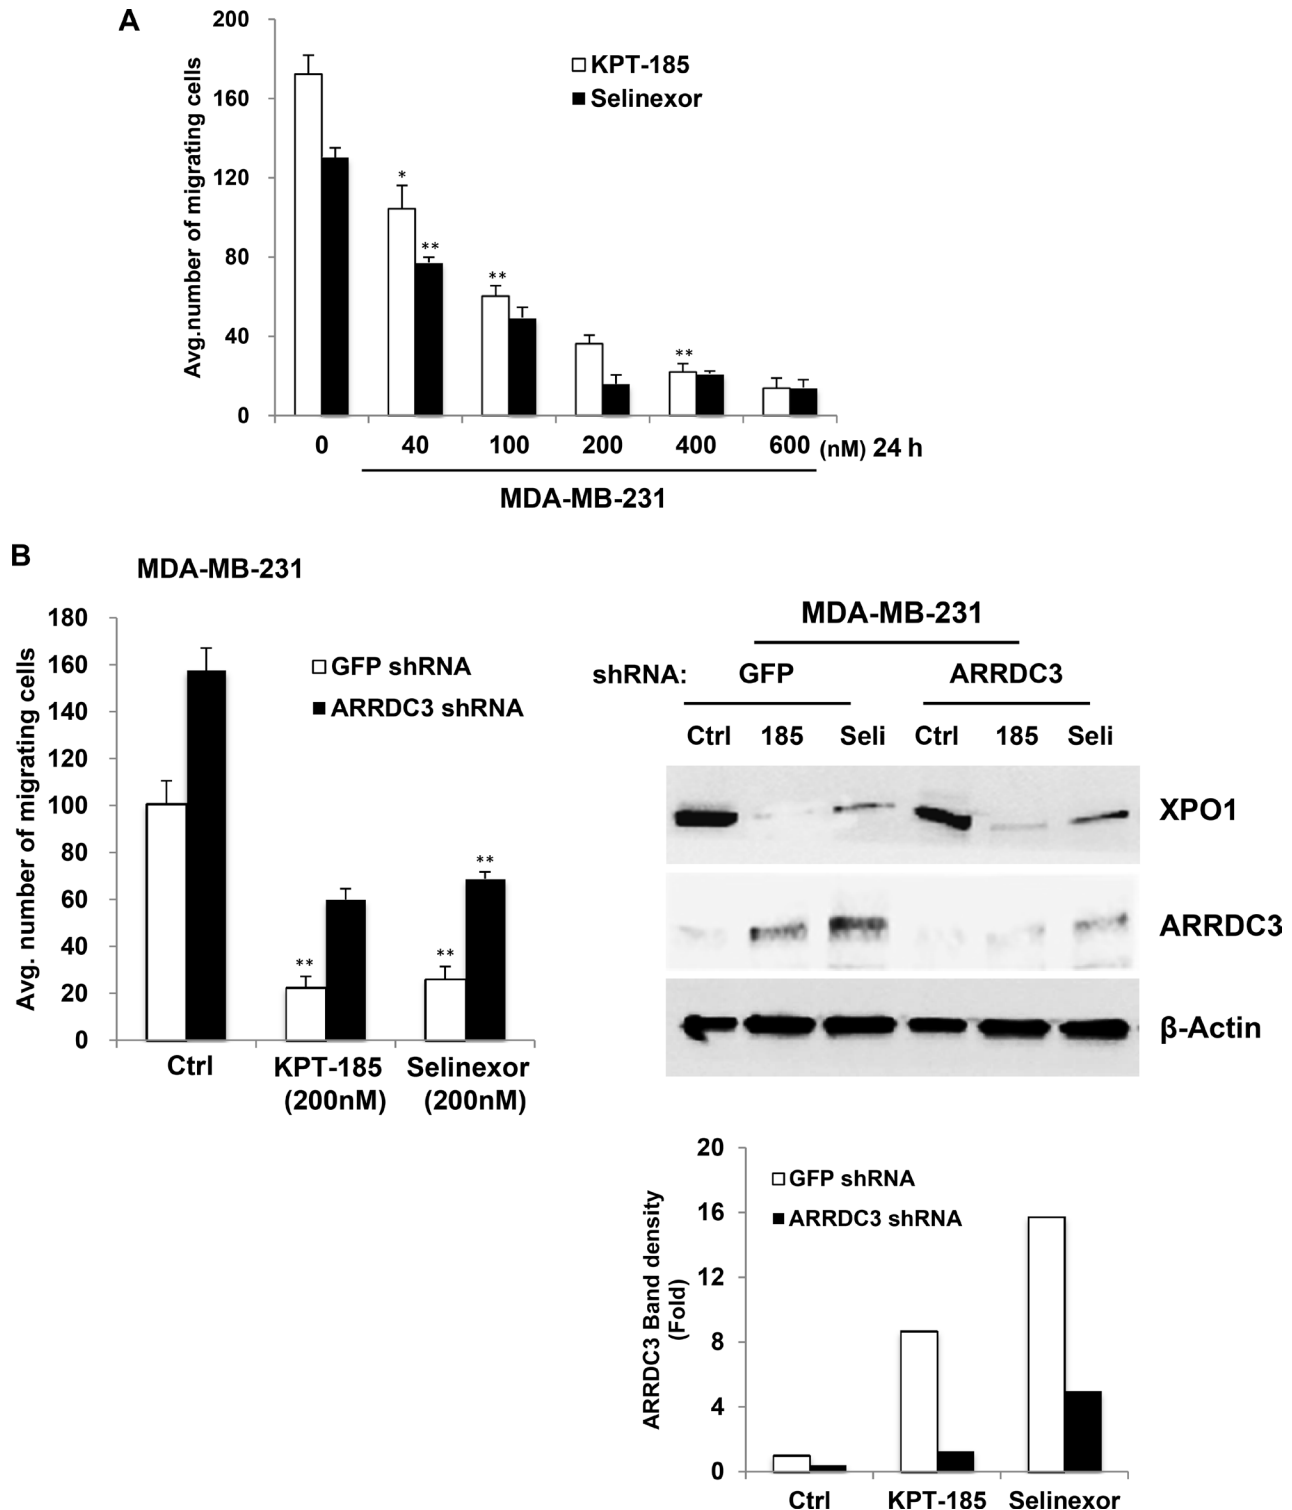 A
200
160
120
80
40
0
Avg.number of migrating cells
KPT-185
Selinexor
*
**
**
**
0 40 100 200 400 600 (nM) 24 h
MDA-MB-231
B
MDA-MB-231
180
160
140
120
100
80
60
40
20
0
Avg. number of migrating cells
GFP shRNA
ARRDC3 shRNA
**
**
**
Ctrl KPT-185 Selinexor
(200nM) (200nM)
MDA-MB-231
shRNA: GFP ARRDC3
Ctrl 185 Seli Ctrl 185 Seli
XPO1
ARRDC3
β-Actin
20
16
12
8
4
0
ARRDC3 Band density
(Fold)
GFP shRNA
ARRDC3 shRNA
Ctrl KPT-185 Selinexor